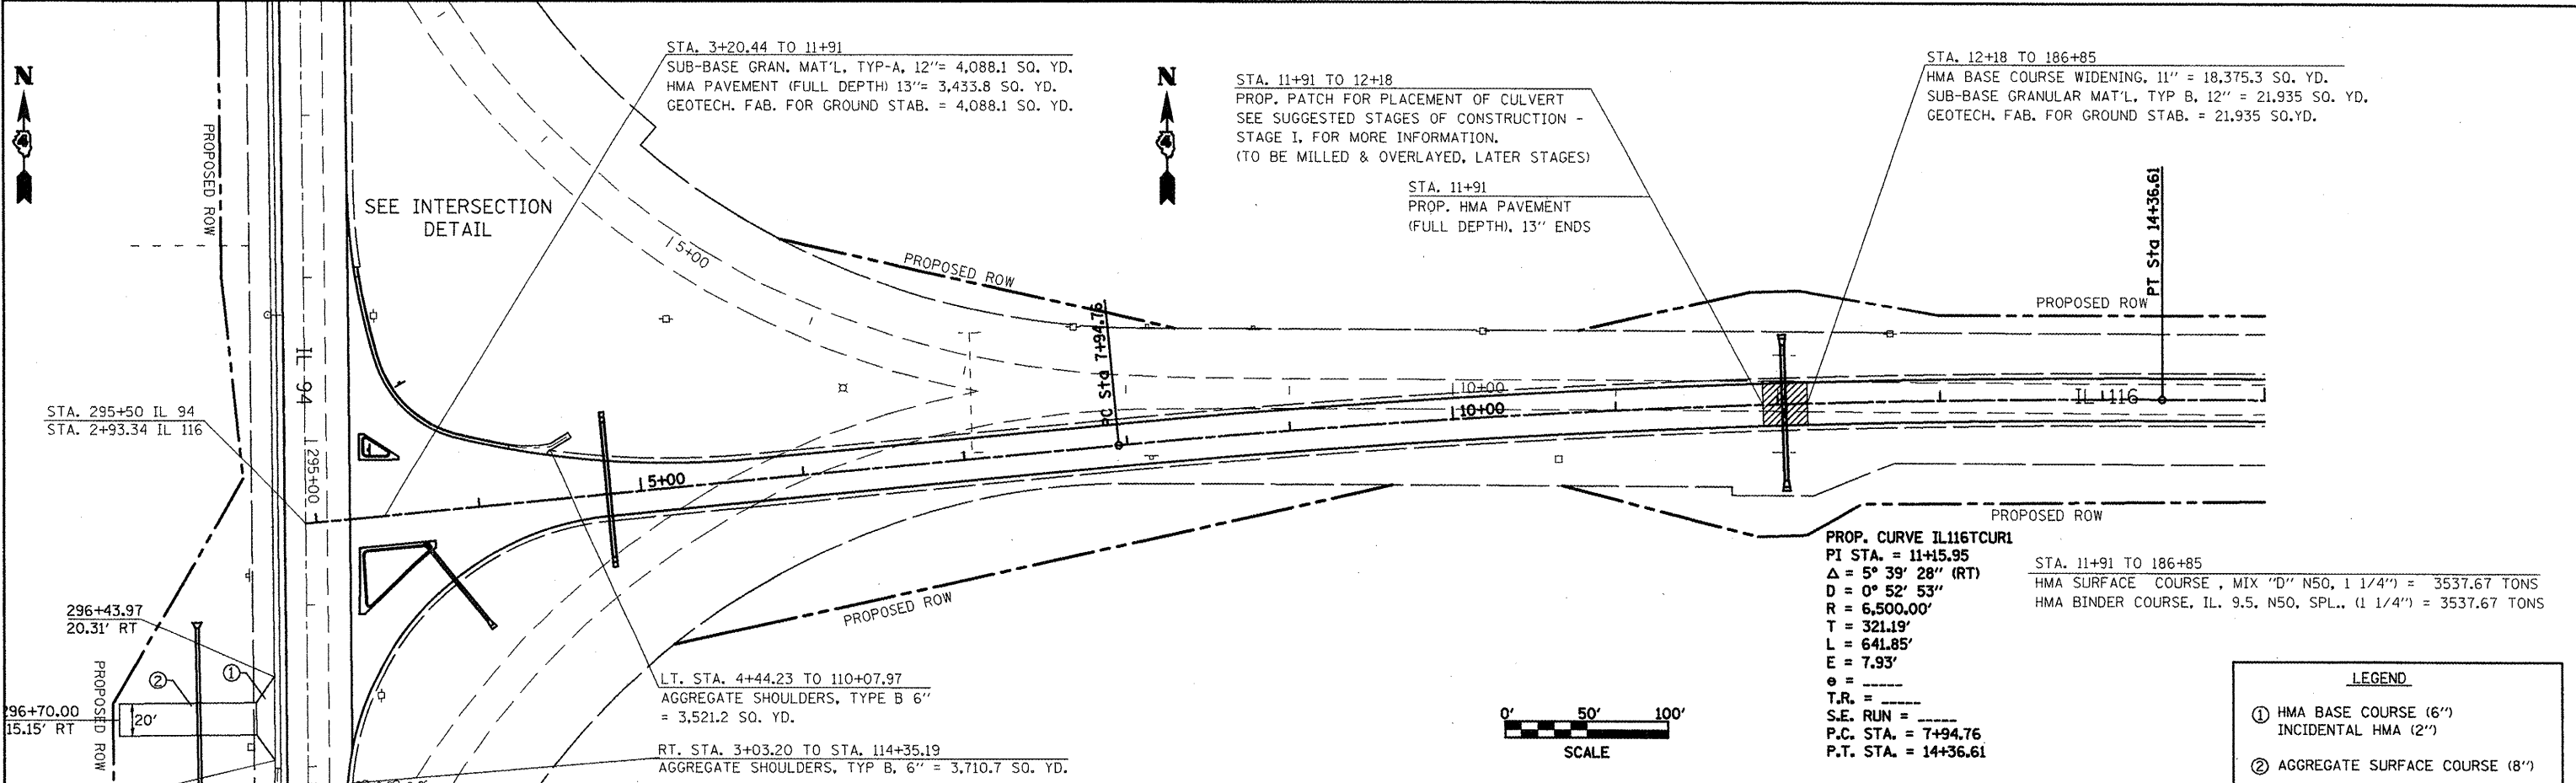 STA. 3+20.44 TO 11+91
SUB-BASE GRAN. MAT'L, TYP-A, 12"= 4,088.1 SQ. YD.
HMA PAVEMENT (FULL DEPTH) 13"= 3,433.8 SQ. YD.
GEOTECH. FAB. FOR GROUND STAB. = 4,088.1 SQ. YD.
N
4
PROPOSED ROW
SEE INTERSECTION
DETAIL
N
4
STA. 11+91 TO 12+18
PROP. PATCH FOR PLACEMENT OF CULVERT
SEE SUGGESTED STAGES OF CONSTRUCTION -
STAGE I, FOR MORE INFORMATION.
(TO BE MILLED & OVERLAYED, LATER STAGES)
STA. 11+91
PROP. HMA PAVEMENT
(FULL DEPTH), 13" ENDS
STA. 12+18 TO 186+85
HMA BASE COURSE WIDENING, 11" = 18,375.3 SQ. YD.
SUB-BASE GRANULAR MAT'L, TYP B, 12" = 21,935 SQ. YD.
GEOTECH. FAB. FOR GROUND STAB. = 21,935 SQ.YD.
PT Sta 14+36.61
5+00
PROPOSED ROW
PROPOSED ROW
PC Sta 7+94.76
IL 94
10+00
10+00
IL 116
STA. 295+50 IL 94
STA. 2+93.34 IL 116
295+00
5+00
PROPOSED ROW
PROPOSED ROW
PROP. CURVE IL116TCUR1
PI STA. = 11+15.95
Δ = 5° 39' 28" (RT)
D = 0° 52' 53"
R = 6,500.00'
T = 321.19'
L = 641.85'
E = 7.93'
e = _____
T.R. = _____
S.E. RUN = _____
P.C. STA. = 7+94.76
P.T. STA. = 14+36.61
STA. 11+91 TO 186+85
HMA SURFACE COURSE , MIX "D" N50, 1 1/4") = 3537.67 TONS
HMA BINDER COURSE, IL. 9.5, N50, SPL., (1 1/4") = 3537.67 TONS
296+43.97
20.31' RT
PROPOSED ROW
②
①
296+70.00
15.15' RT
20'
LT. STA. 4+44.23 TO 110+07.97
AGGREGATE SHOULDERS, TYPE B 6"
= 3,521.2 SQ. YD.
RT. STA. 3+03.20 TO STA. 114+35.19
AGGREGATE SHOULDERS, TYP B, 6" = 3,710.7 SQ. YD.
0' 50' 100'
SCALE
LEGEND
① HMA BASE COURSE (6")
INCIDENTAL HMA (2")
② AGGREGATE SURFACE COURSE (8")